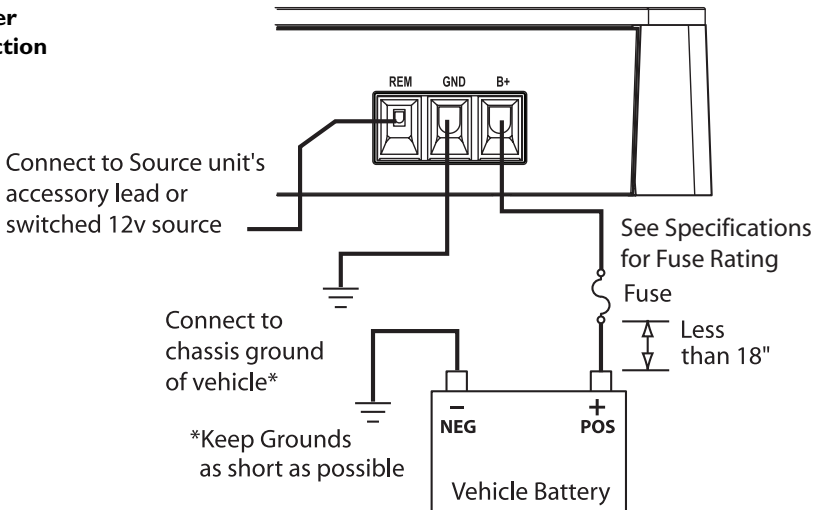 er
ction
REM GND B+
Connect to Source unit's
accessory lead or
switched 12v source
See Specifications
for Fuse Rating
Fuse
Less
than 18"
Connect to
chassis ground
of vehicle*
*Keep Grounds
as short as possible
– +
NEG POS
Vehicle Battery